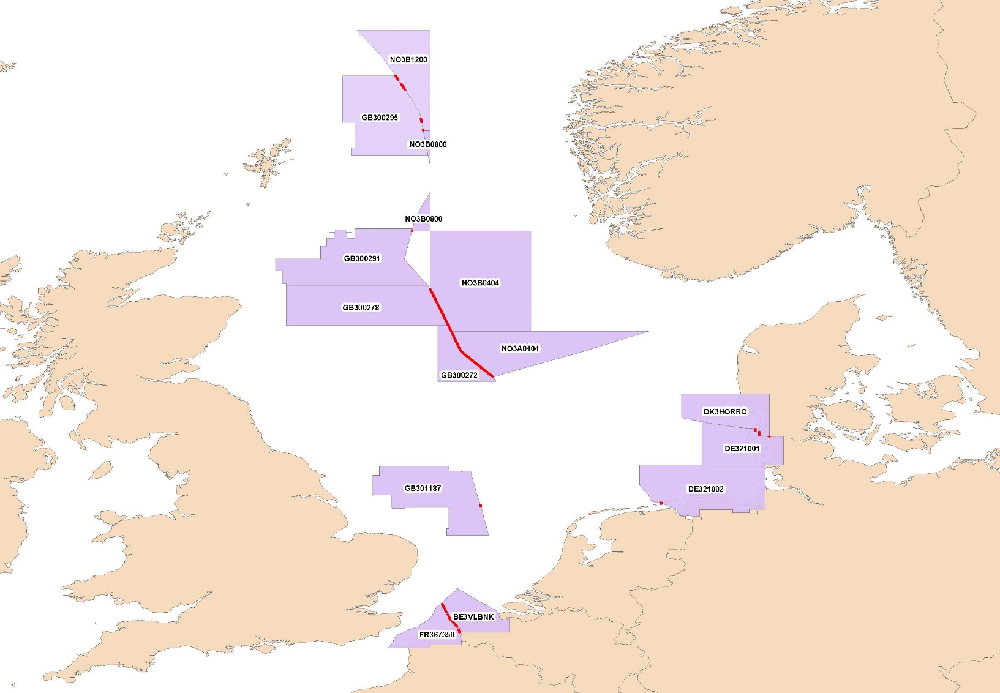 NO3B1200
GB300295
NO3B0800
NO3B0800
GB300291
NO3B0404
GB300278
NO3A0404
GB300272
DK3HORRO
DE321001
GB301187
DE321002
BE3VLBNK
FR367350